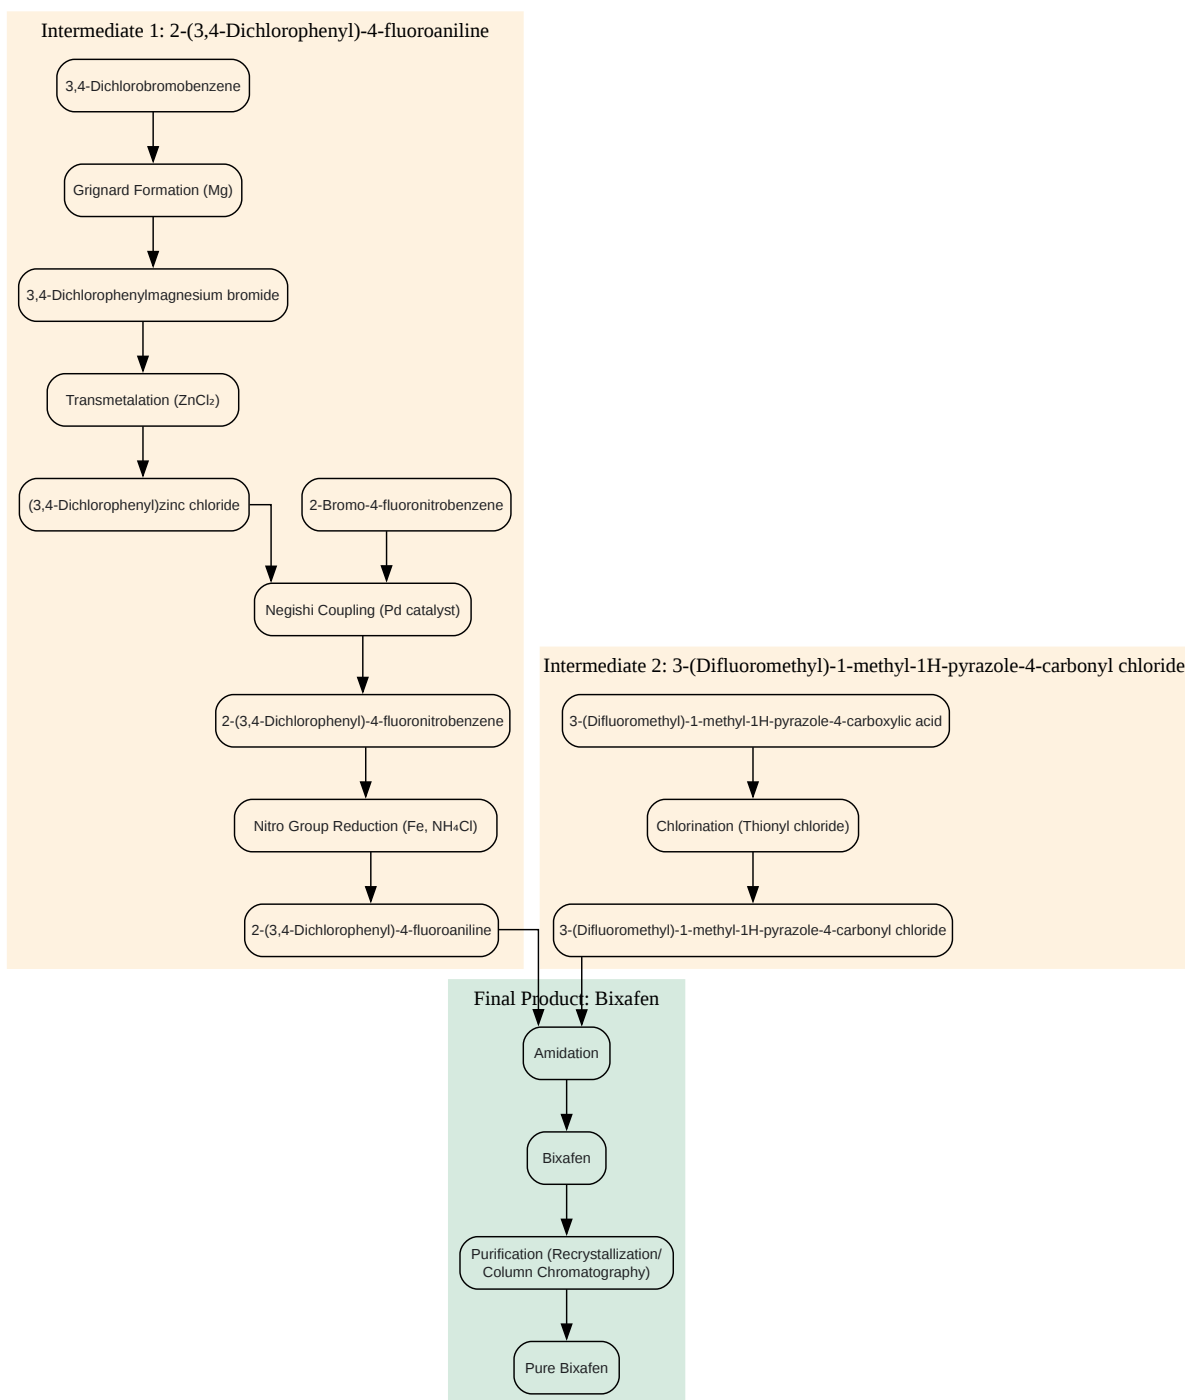 Intermediate 1: 2-(3,4-Dichlorophenyl)-4-fluoroaniline
3,4-Dichlorobromobenzene
Grignard Formation (Mg)
3,4-Dichlorophenylmagnesium bromide
Transmetalation (ZnCl₂)
(3,4-Dichlorophenyl)zinc chloride
2-Bromo-4-fluoronitrobenzene
Negishi Coupling (Pd catalyst)
2-(3,4-Dichlorophenyl)-4-fluoronitrobenzene
Nitro Group Reduction (Fe, NH₄Cl)
2-(3,4-Dichlorophenyl)-4-fluoroaniline
Intermediate 2: 3-(Difluoromethyl)-1-methyl-1H-pyrazole-4-carbonyl chloride
3-(Difluoromethyl)-1-methyl-1H-pyrazole-4-carboxylic acid
Chlorination (Thionyl chloride)
3-(Difluoromethyl)-1-methyl-1H-pyrazole-4-carbonyl chloride
Final Product: Bixafen
Amidation
Bixafen
Purification (Recrystallization/
Column Chromatography)
Pure Bixafen